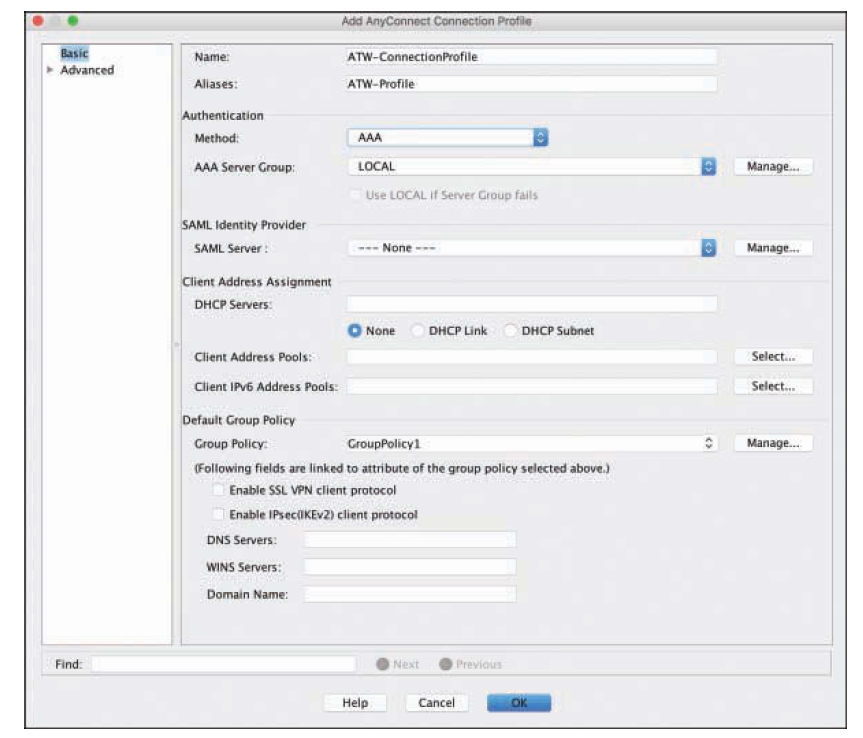 Add AnyConnect Connection Profile
Basic
Advanced
Name: ATW-ConnectionProfile
Aliases: ATW-Profile
Authentication
Method: AAA
AAA Server Group: LOCAL Manage...
Use LOCAL if Server Group fails
SAML Identity Provider
SAML Server : --- None --- Manage...
Client Address Assignment
DHCP Servers:
None DHCP Link DHCP Subnet
Client Address Pools: Select...
Client IPv6 Address Pools: Select...
Default Group Policy
Group Policy: GroupPolicy1 Manage...
(Following fields are linked to attribute of the group policy selected above.)
Enable SSL VPN client protocol
Enable IPsec(IKEv2) client protocol
DNS Servers:
WINS Servers:
Domain Name:
Find: Next Previous
Help Cancel OK